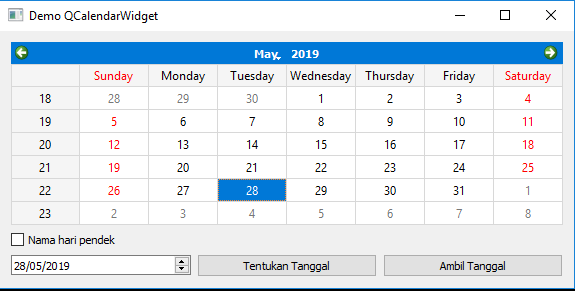 Demo QCalendarWidget
May, 2019
Sunday Monday Tuesday Wednesday Thursday Friday Saturday
18 28 29 30 1 2 3 4
19 5 6 7 8 9 10 11
20 12 13 14 15 16 17 18
21 19 20 21 22 23 24 25
22 26 27 28 29 30 31 1
23 2 3 4 5 6 7 8
Nama hari pendek
28/05/2019 Tentukan Tanggal Ambil Tanggal